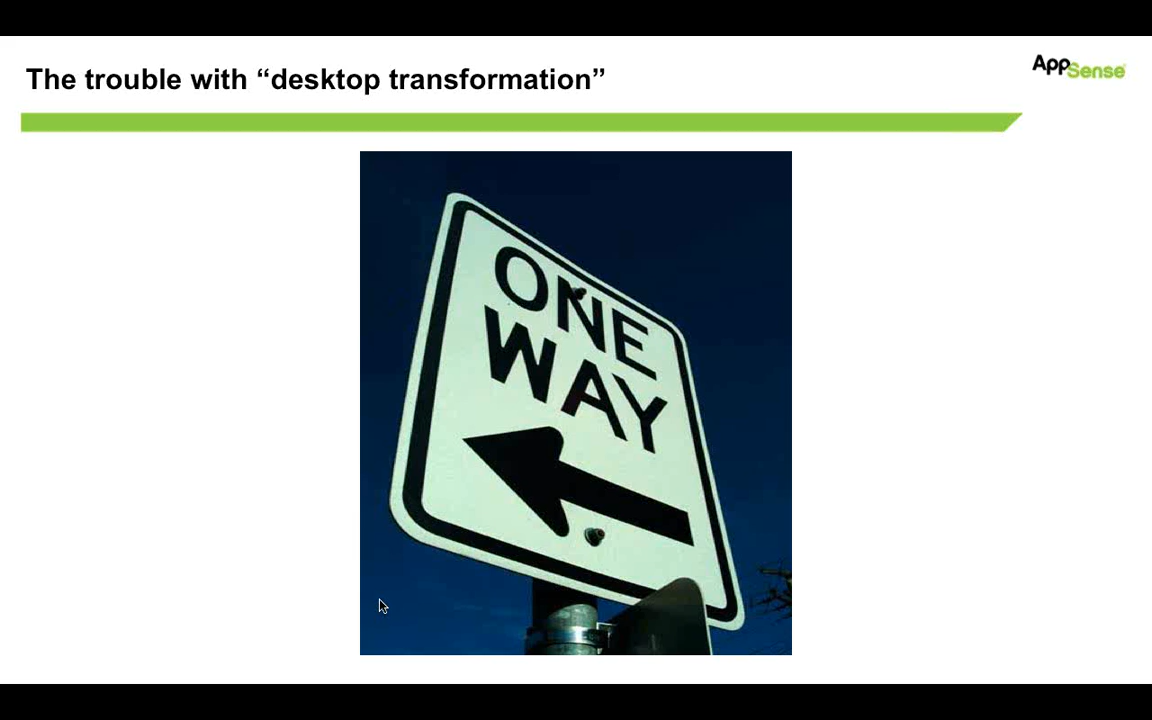 The trouble with “desktop transformation”
AppSense
ONE
WAY